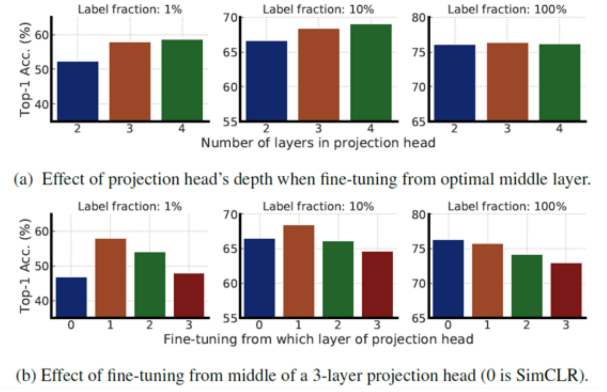 Label fraction: 1% Label fraction: 10% Label fraction: 100%
Top-1 Acc. (%)
60
50
40
70
65
60
55
80
75
70
65
2 3 4 2 3 4 2 3 4
Number of layers in projection head
(a) Effect of projection head's depth when fine-tuning from optimal middle layer.
Label fraction: 1% Label fraction: 10% Label fraction: 100%
Top-1 Acc. (%)
60
50
40
70
65
60
55
80
75
70
65
0 1 2 3 0 1 2 3 0 1 2 3
Fine-tuning from which layer of projection head
(b) Effect of fine-tuning from middle of a 3-layer projection head (0 is SimCLR).